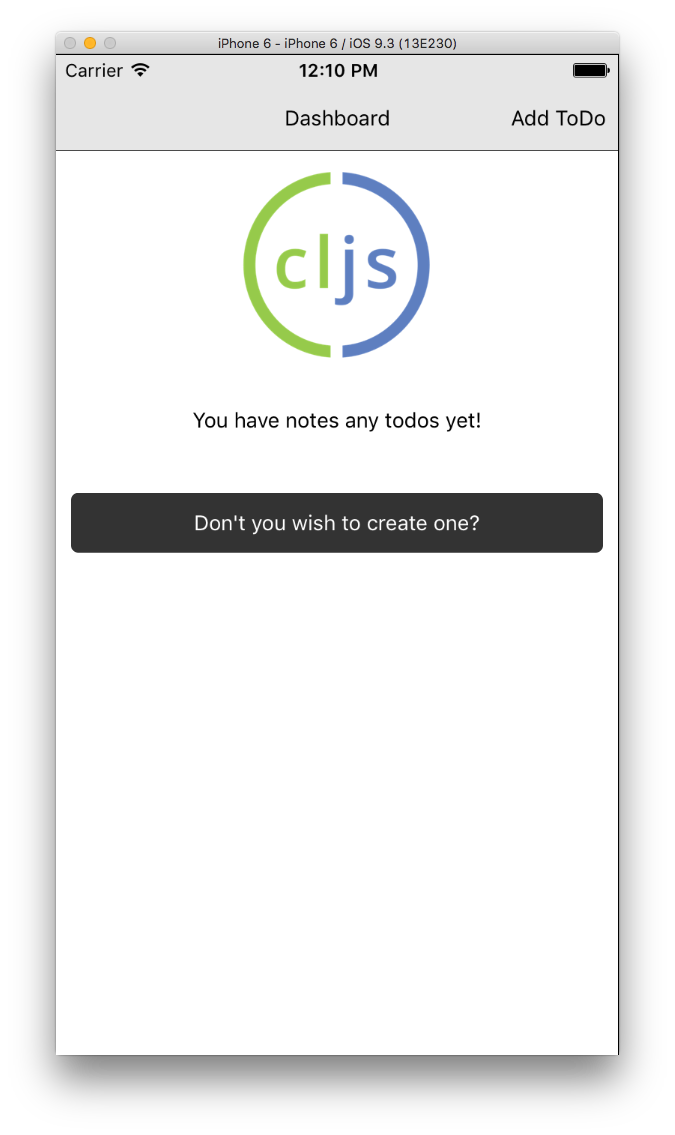 iPhone 6 - iPhone 6 / iOS 9.3 (13E230)
Carrier 12:10 PM
Dashboard Add ToDo
cljs
You have notes any todos yet!
Don't you wish to create one?